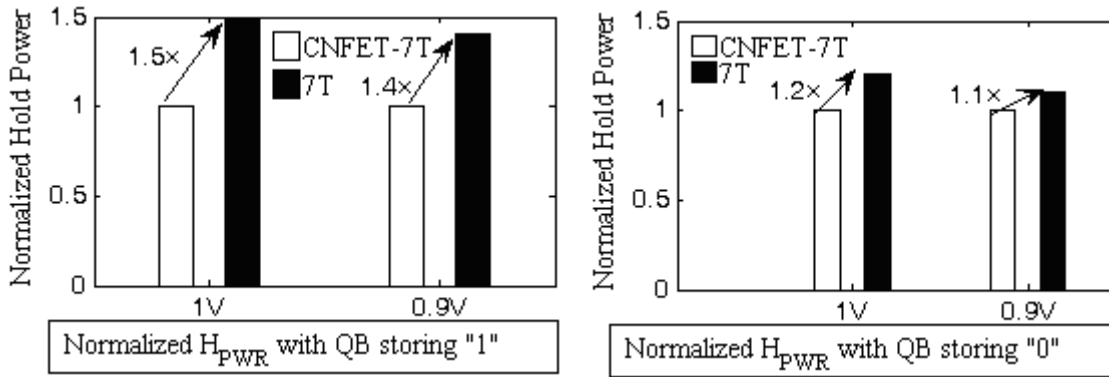 Normalized Hold Power
1.5
1
0.5
0
1.5×
1.4×
CNFET-7T
7T
1V
0.9V
Normalized H_PWR with QB storing "1"
Normalized Hold Power
1.5
1
0.5
0
1.2×
1.1×
CNFET-7T
7T
1V
0.9V
Normalized H_PWR with QB storing "0"